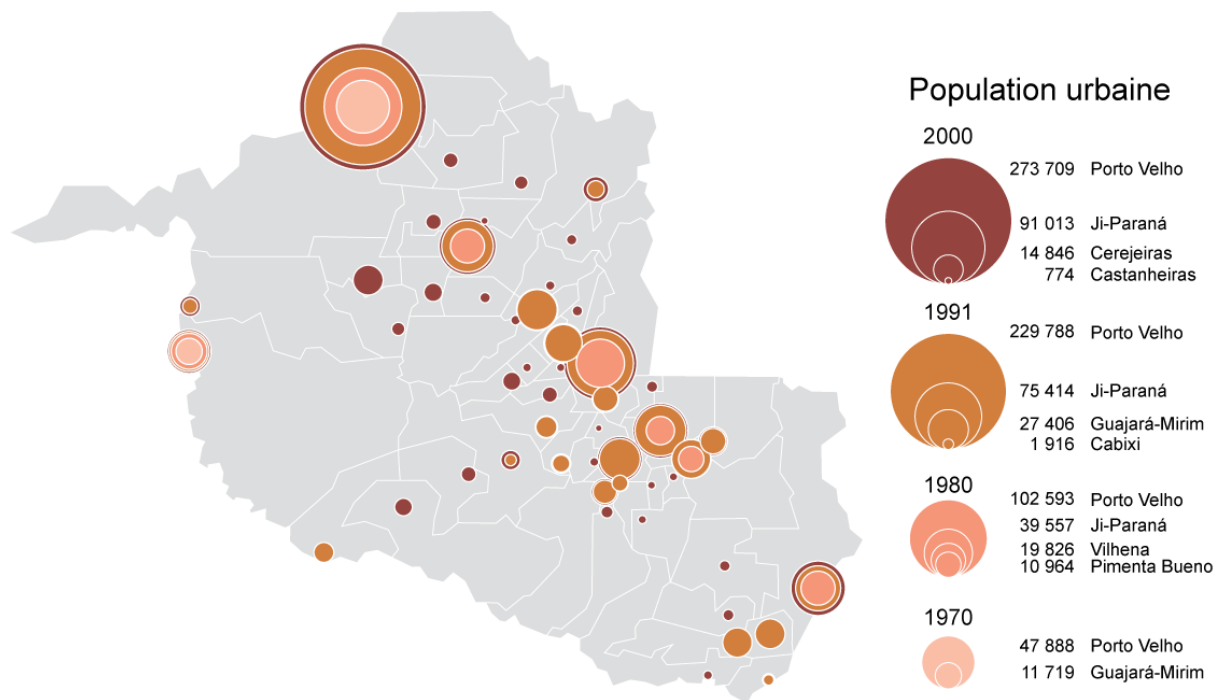 Population urbaine
2000
273 709 Porto Velho
91 013 Ji-Paraná
14 846 Cerejeiras
774 Castanheiras
1991
229 788 Porto Velho
75 414 Ji-Paraná
27 406 Guajará-Mirim
1 916 Cabixi
1980
102 593 Porto Velho
39 557 Ji-Paraná
19 826 Vilhena
10 964 Pimenta Bueno
1970
47 888 Porto Velho
11 719 Guajará-Mirim